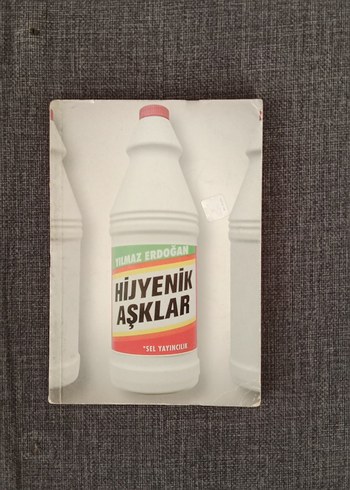 YILMAZ ERDOĞAN
HİJYENİK
AŞKLAR
SEL YAYINCILIK